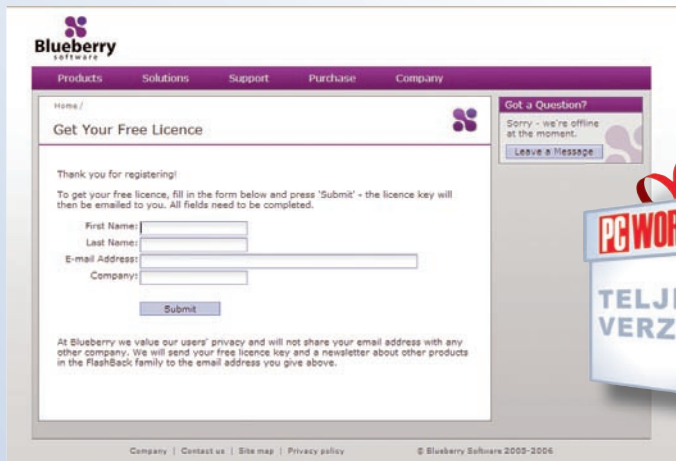 Blueberry
software
Products Solutions Support Purchase Company
Home /
Get Your Free Licence
Got a Question?
Sorry - we're offline
at the moment.
Leave a Message
Thank you for registering!
To get your free licence, fill in the form below and press 'Submit' - the licence key will
then be emailed to you. All fields need to be completed.
First Name:
Last Name:
E-mail Address:
Company:
Submit
At Blueberry we value our users' privacy and will not share your email address with any
other company. We will send your free licence key and a newsletter about other products
in the FlashBack family to the email address you give above.
Company | Contact us | Site map | Privacy policy © Blueberry Software 2005-2006
PC WOR
TELJ
VERZ